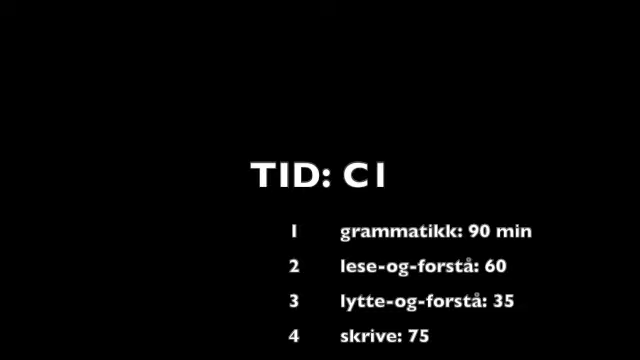 TID: C1
1 grammatikk: 90 min
2 lese-og-forstå: 60
3 lytte-og-forstå: 35
4 skrive: 75